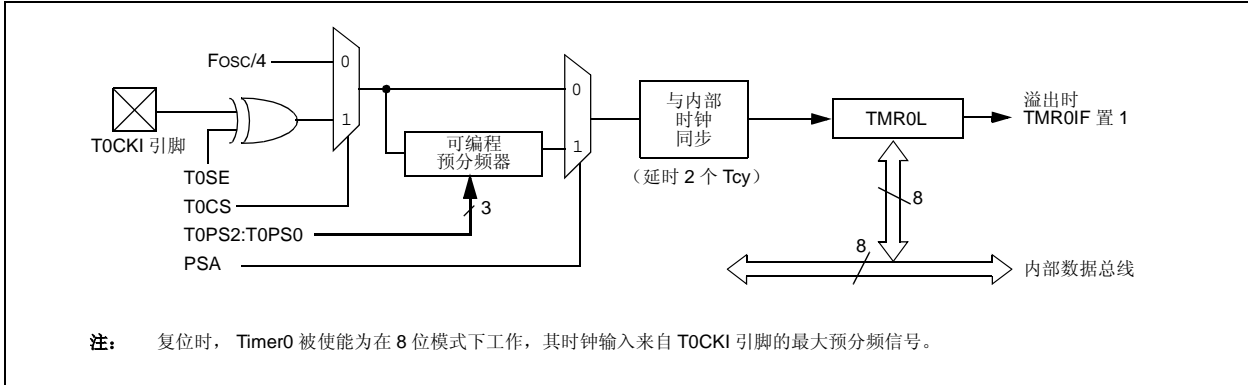 FOSC/4
0
1
T0CKI 引脚
T0SE
T0CS
T0PS2:T0PS0
PSA
可编程
预分频器
3
0
1
与内部
时钟
同步
（延时 2 个 Tcy）
TMR0L
溢出时
TMR0IF 置 1
8
8
内部数据总线
注： 复位时， Timer0 被使能为在 8 位模式下工作，其时钟输入来自 T0CKI 引脚的最大预分频信号。